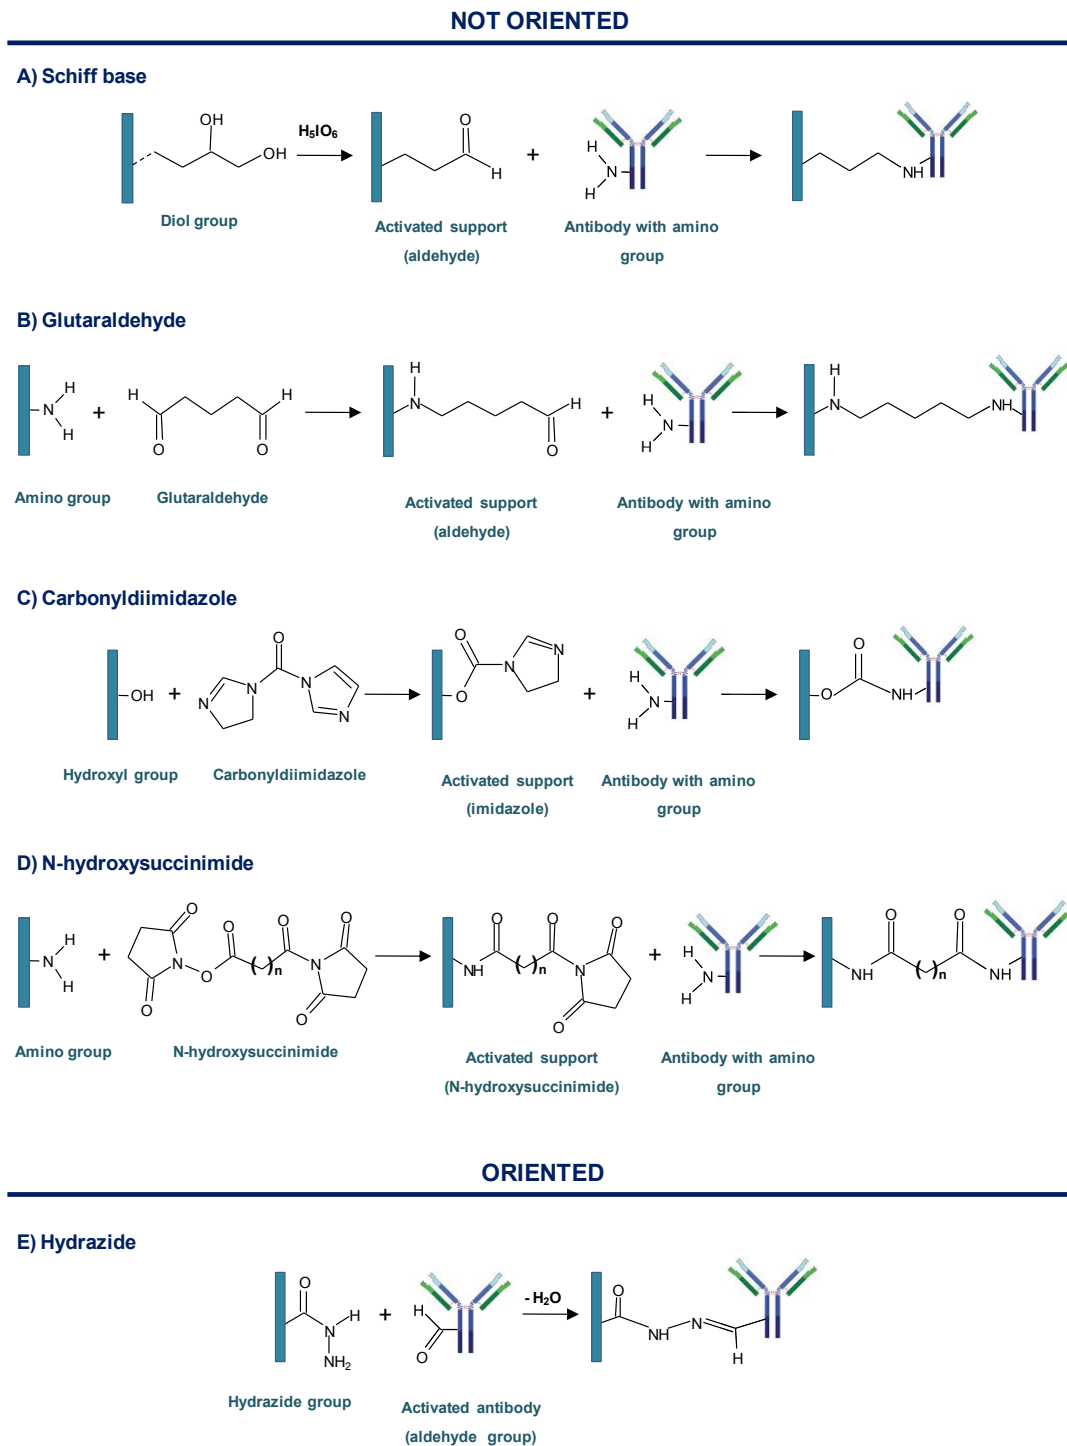 NOT ORIENTED
A) Schiff base
OH
OH
H₅IO₆
O
H
+
H
N
H
NH
Diol group
Activated support
(aldehyde)
Antibody with amino
group
B) Glutaraldehyde
H
N
H
+
H
O
H
O
H
N
H
O
+
H
N
H
H
N
NH
Amino group
Glutaraldehyde
Activated support
(aldehyde)
Antibody with amino
group
C) Carbonyldiimidazole
OH
+
O
N
N
N
N
O
O
N
N
+
H
N
H
O
O
NH
Hydroxyl group
Carbonyldiimidazole
Activated support
(imidazole)
Antibody with amino
group
D) N-hydroxysuccinimide
H
N
H
+
O
O
N
O
O
( )n
O
N
O
O
O
NH
( )n
O
N
O
O
+
H
N
H
O
NH
( )n
O
NH
Amino group
N-hydroxysuccinimide
Activated support
(N-hydroxysuccinimide)
Antibody with amino
group
ORIENTED
E) Hydrazide
O
N
H
NH₂
+
H
O
- H₂O
O
NH
N
H
Hydrazide group
Activated antibody
(aldehyde group)